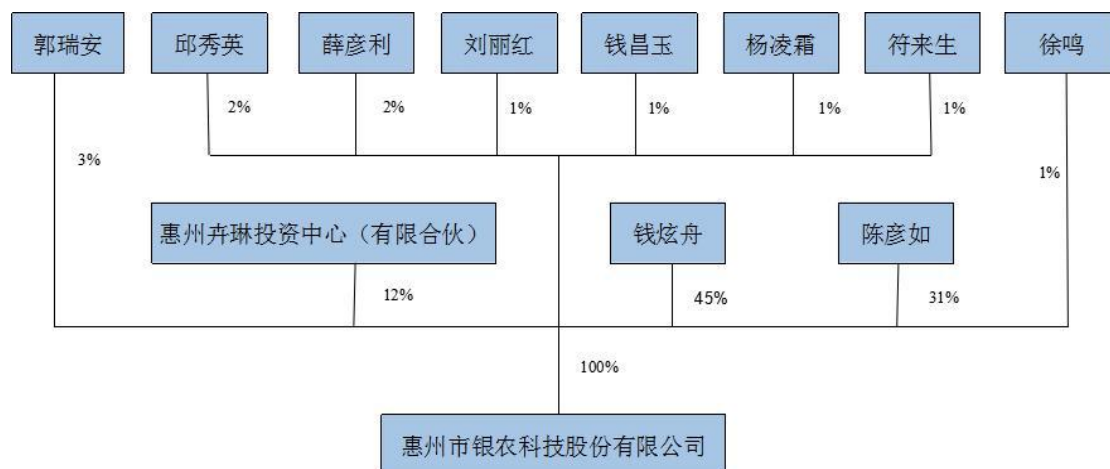 郭瑞安
邱秀英
薛彦利
刘丽红
钱昌玉
杨凌霜
符来生
徐鸣
2%
2%
1%
1%
1%
1%
3%
1%
惠州卉琳投资中心（有限合伙）
钱炫舟
陈彦如
12%
45%
31%
100%
惠州市银农科技股份有限公司